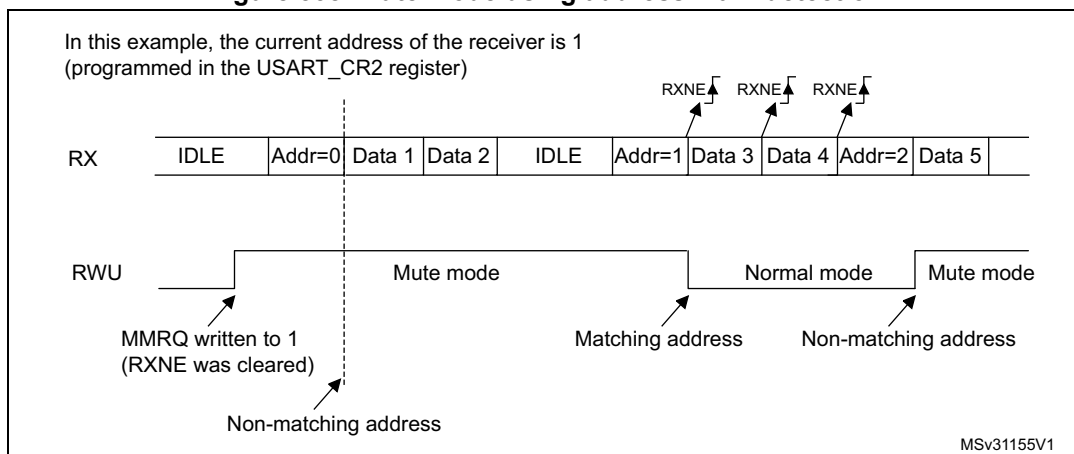 In this example, the current address of the receiver is 1
(programmed in the USART_CR2 register)
RXNE RXNE RXNE
RX IDLE Addr=0 Data 1 Data 2 IDLE Addr=1 Data 3 Data 4 Addr=2 Data 5
RWU Mute mode Normal mode Mute mode
MMRQ written to 1
(RXNE was cleared)
Matching address Non-matching address
Non-matching address
MSv31155V1